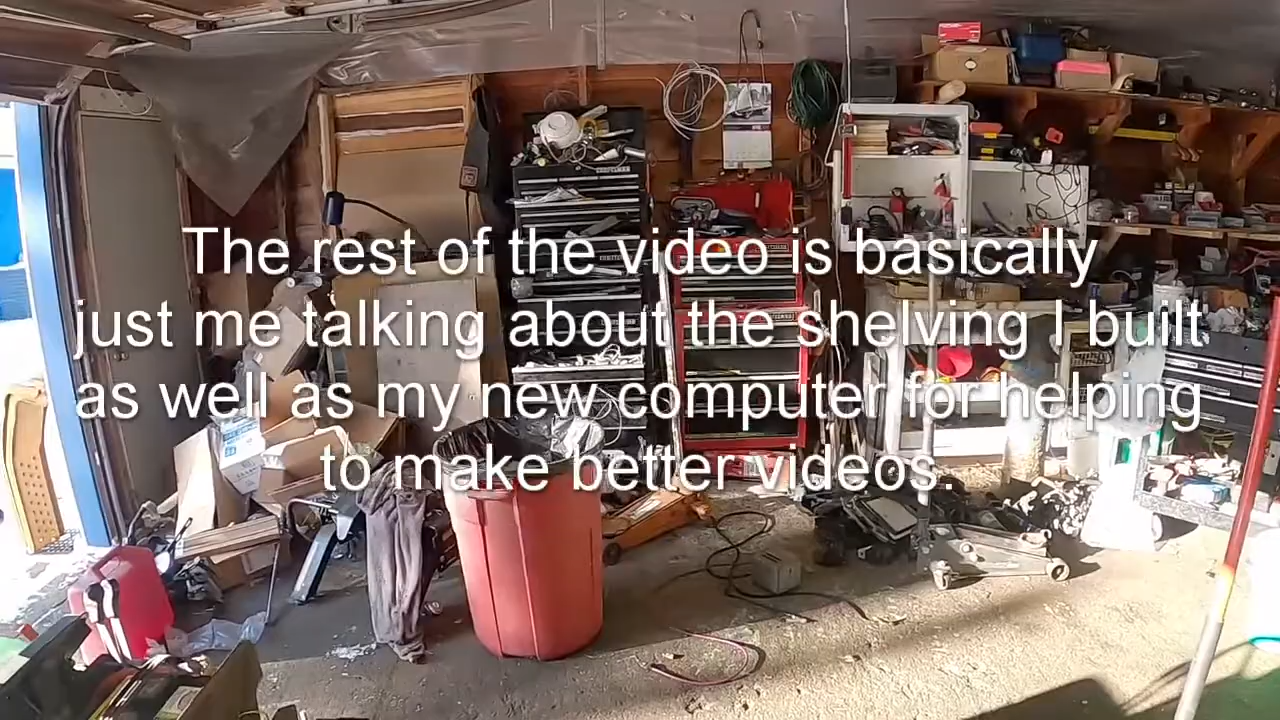 The rest of the video is basically
just me talking about the shelving I built
as well as my new computer for helping
to make better videos.